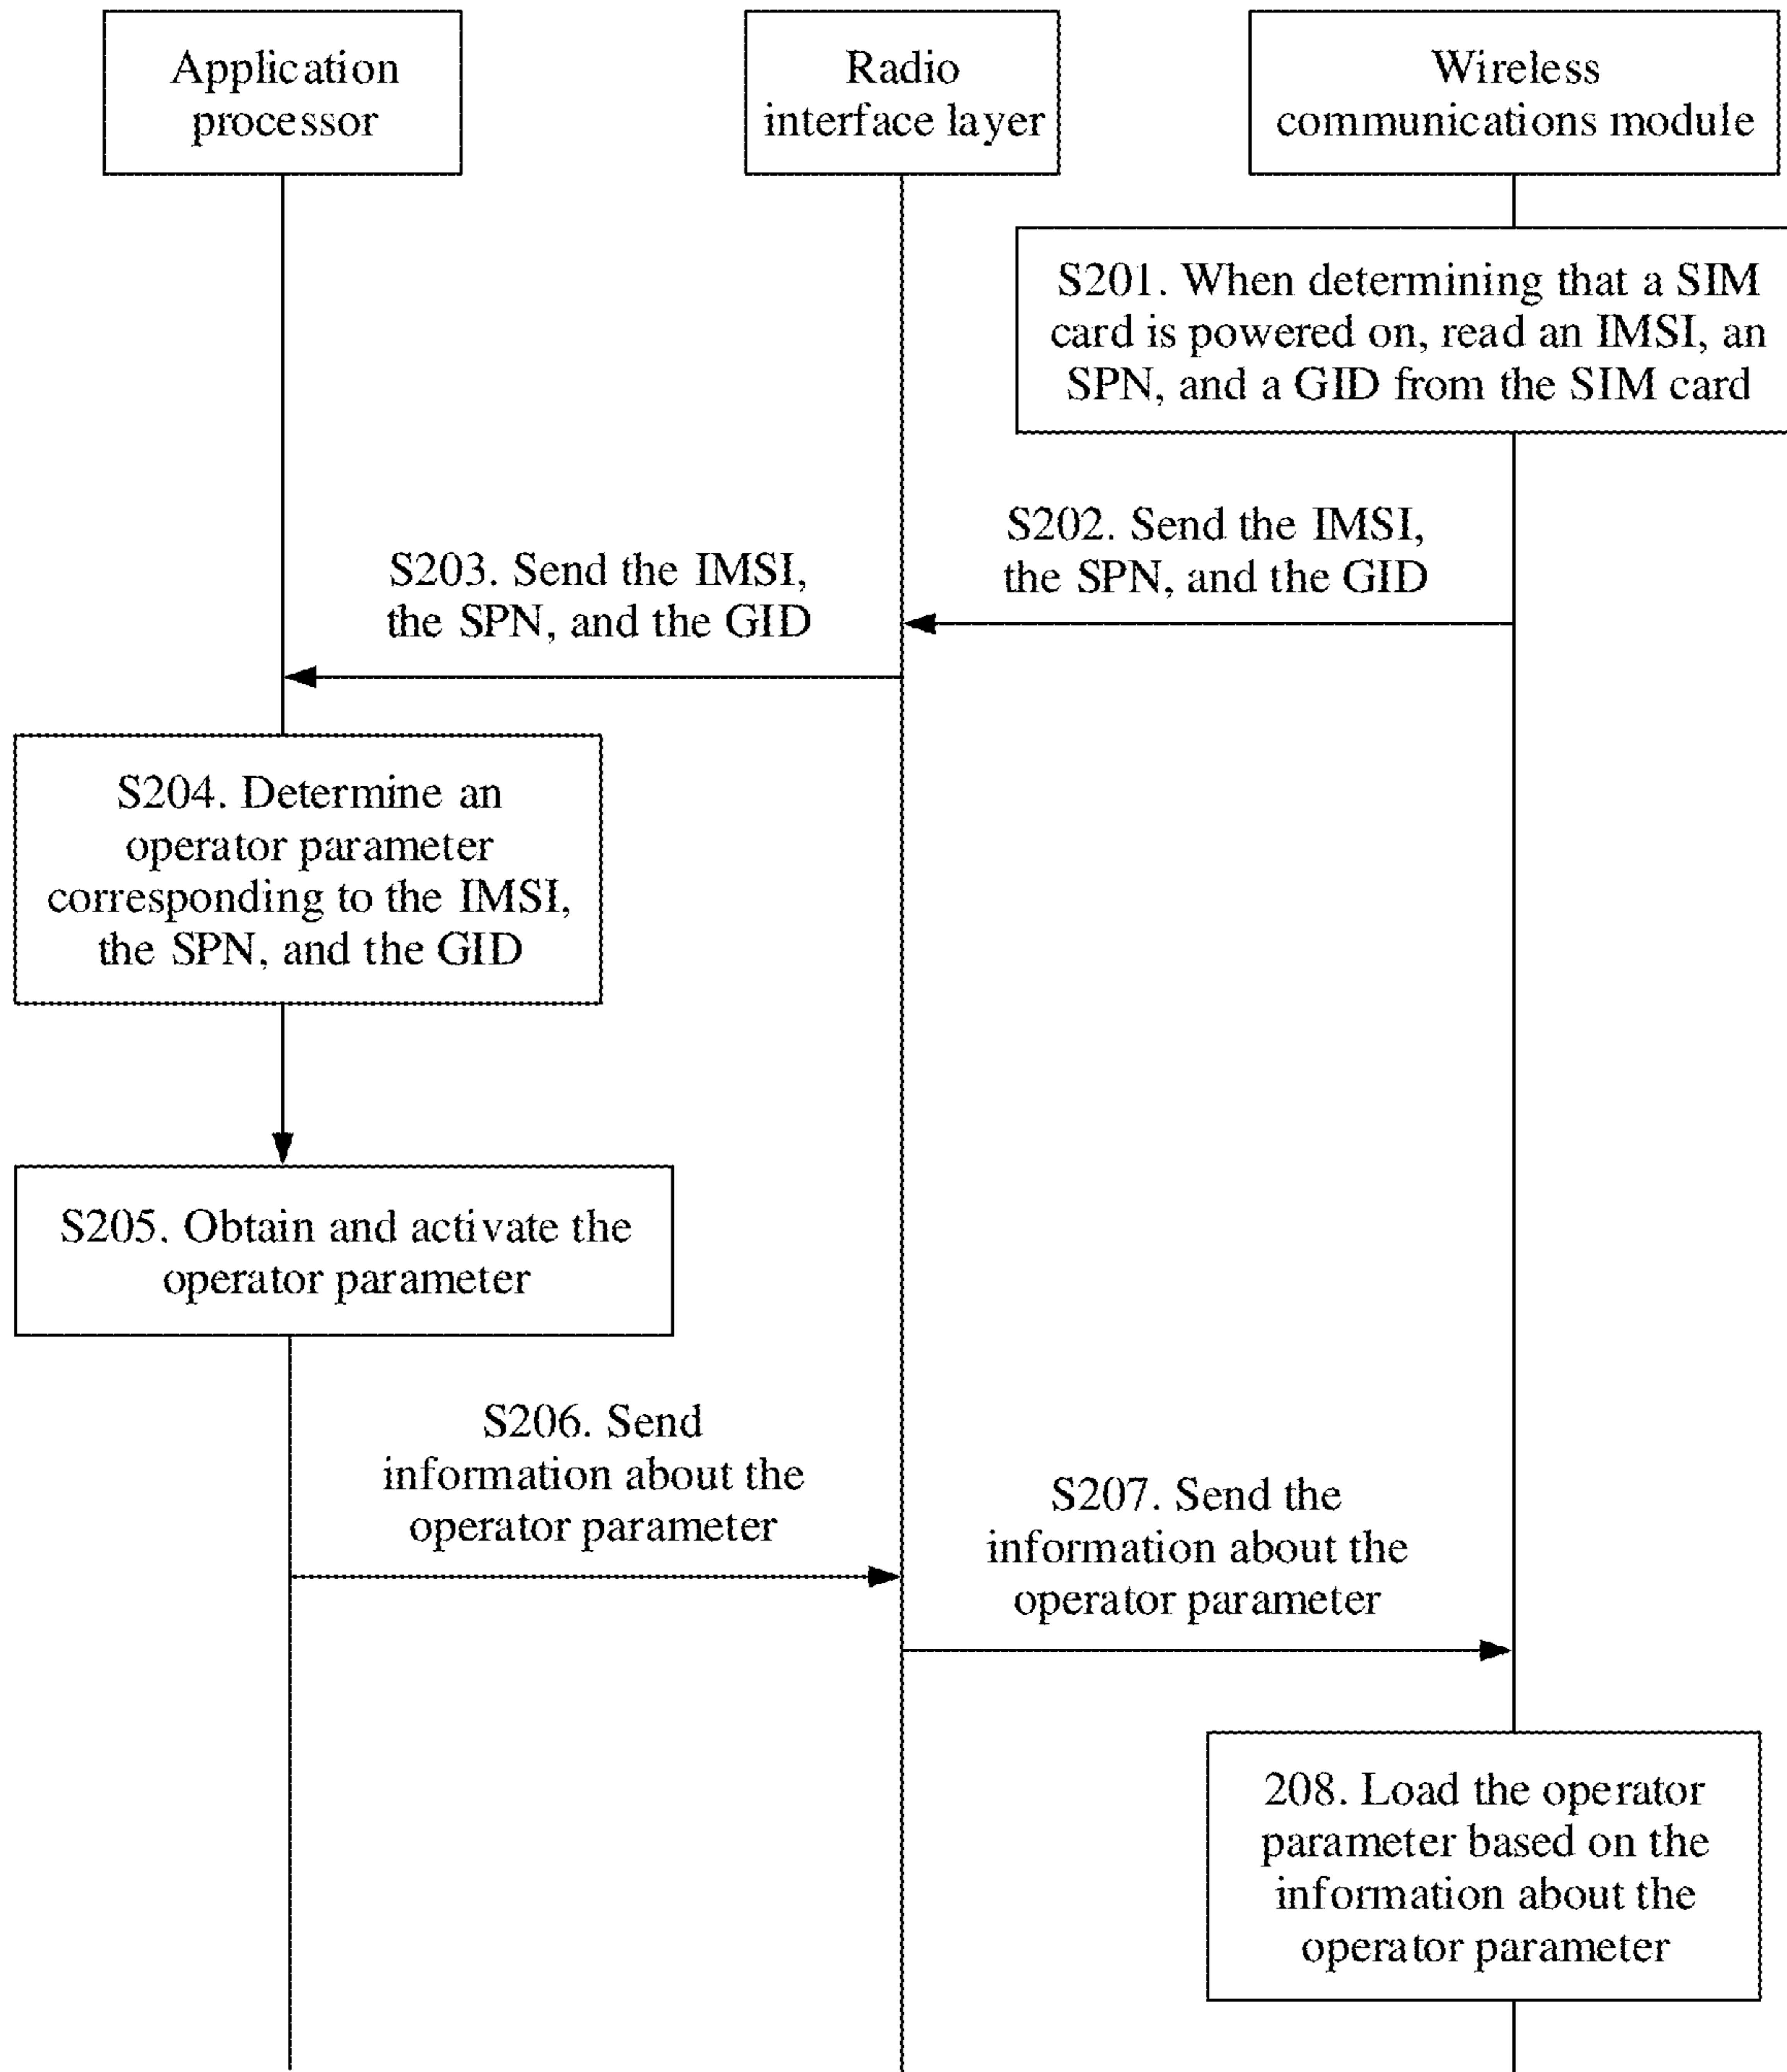 Application
processor
Radio
interface layer
Wireless
communications module
S201. When determining that a SIM
card is powered on, read an IMSI, an
SPN, and a GID from the SIM card
S202. Send the IMSI,
the SPN, and the GID
S203. Send the IMSI,
the SPN, and the GID
S204. Determine an
operator parameter
corresponding to the IMSI,
the SPN, and the GID
S205. Obtain and activate the
operator parameter
S206. Send
information about the
operator parameter
S207. Send the
information about the
operator parameter
208. Load the operator
parameter based on the
information about the
operator parameter